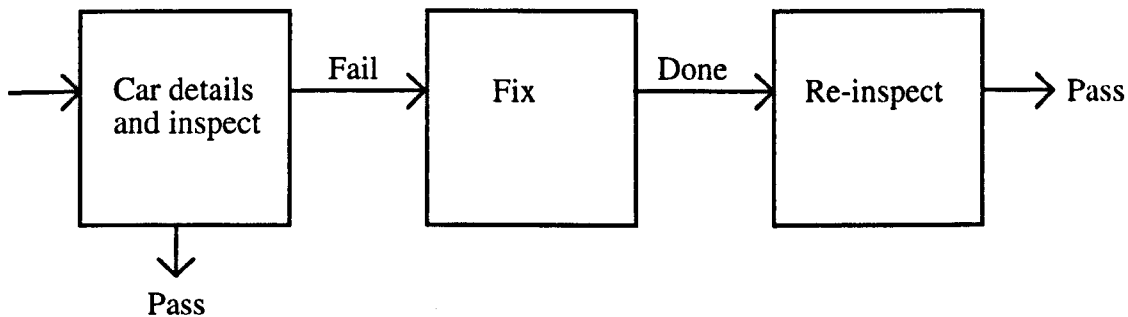 Car details
and inspect
Fail
Fix
Done
Re-inspect
Pass
Pass